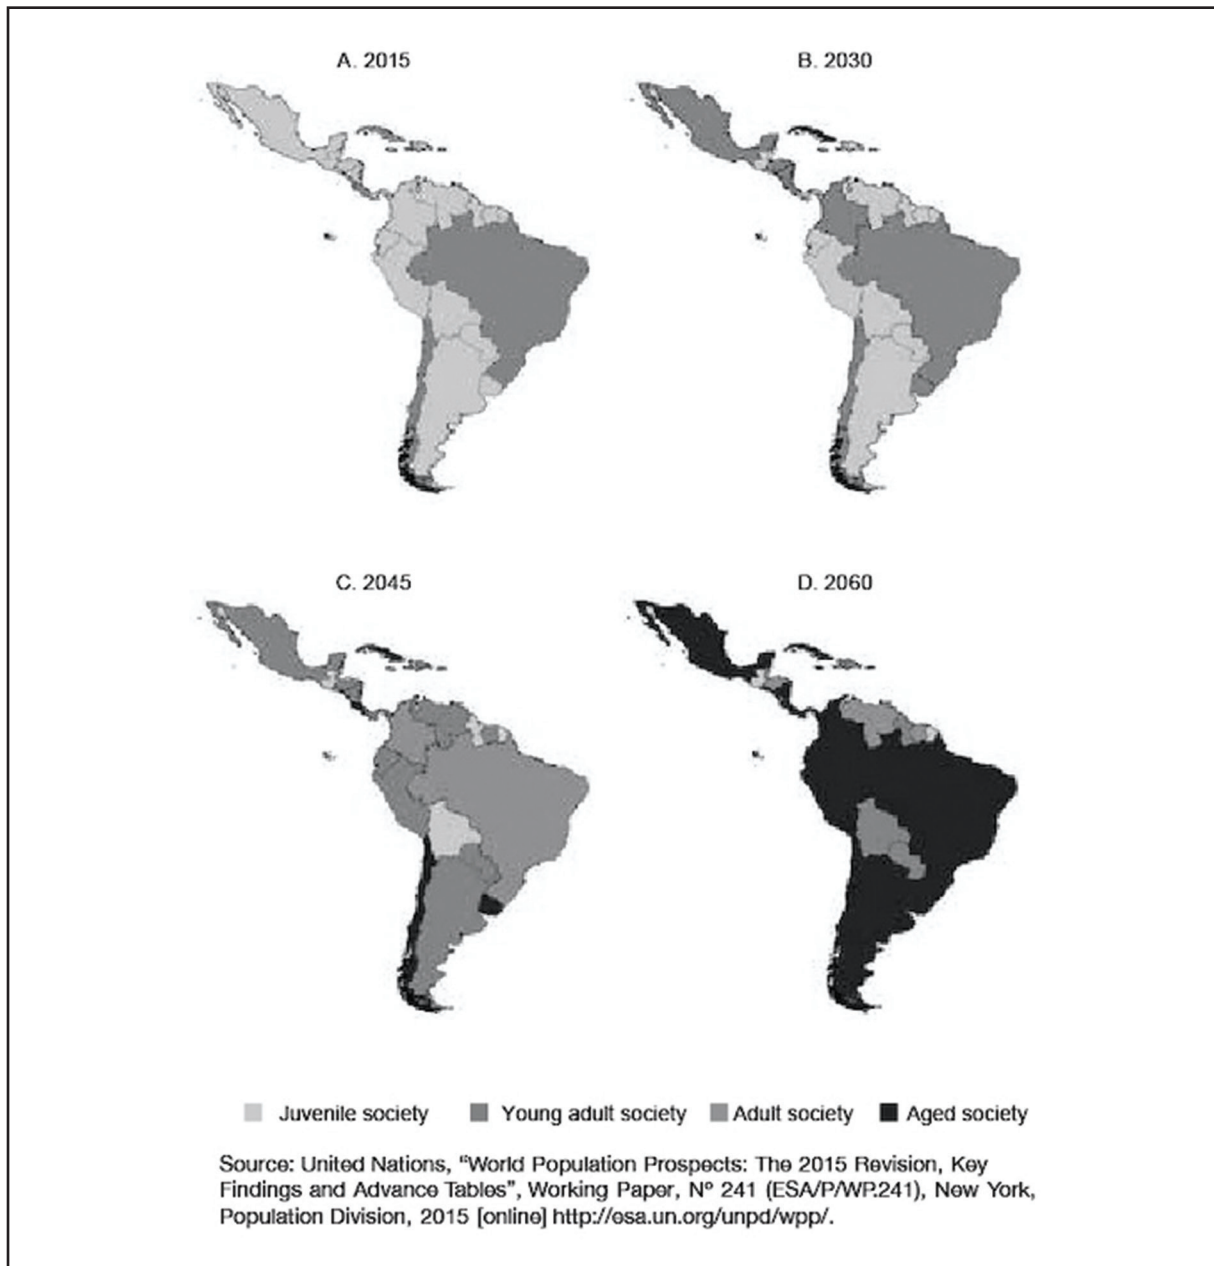 A. 2015
B. 2030
C. 2045
D. 2060
Juvenile society
Young adult society
Adult society
Aged society
Source: United Nations, “World Population Prospects: The 2015 Revision, Key
Findings and Advance Tables”, Working Paper, Nº 241 (ESA/P/WP.241), New York,
Population Division, 2015 [online] http://esa.un.org/unpd/wpp/.